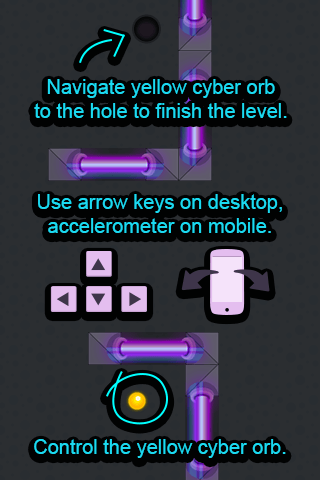 Navigate yellow cyber orb
to the hole to finish the level.
Use arrow keys on desktop,
accelerometer on mobile.
Control the yellow cyber orb.